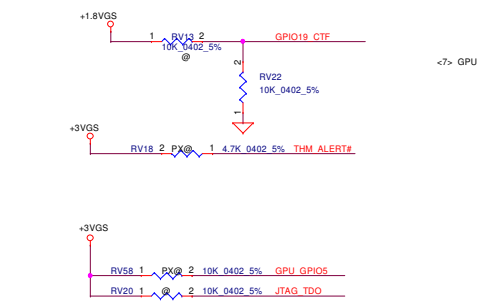 +1.8VGS
1 RV13 2 GPIO19_CTF
10K_0402_5%
@
<7> GPU
2
RV22
10K_0402_5%
1
+3VGS
RV18 2 PX@ 1 4.7K_0402_5% THM_ALERT#
+3VGS
RV58 1 PX@ 2 10K_0402_5% GPU_GPIO5
RV20 1 @ 2 10K_0402_5% JTAG_TDO